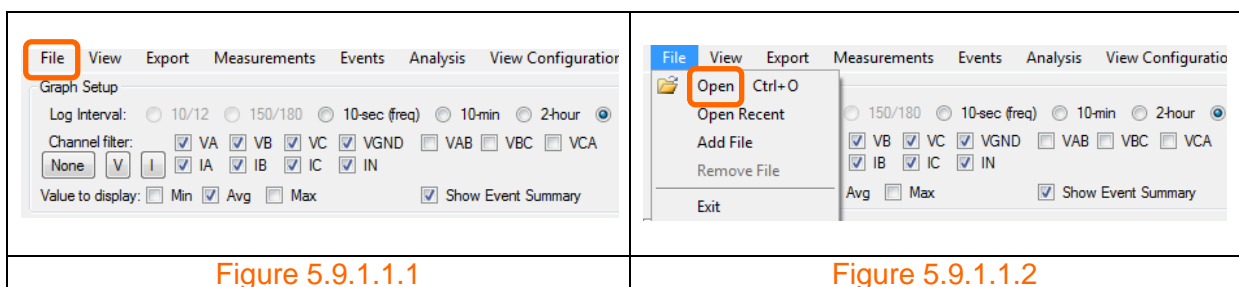 File View Export Measurements Events Analysis View Configuration
Graph Setup
Log Interval: 10/12 150/180 10-sec (freq) 10-min 2-hour
Channel filter: VA VB VC VGND VAB VBC VCA
None V I IA IB IC IN
Value to display: Min Avg Max Show Event Summary
Figure 5.9.1.1.1
File View Export Measurements Events Analysis View Configuratio
Open Ctrl+O
Open Recent 150/180 10-sec (freq) 10-min 2-hour
Add File VB VC VGND VAB VBC VCA
Remove File IB IC IN
Avg Max Show Event Summary
Exit
Figure 5.9.1.1.2